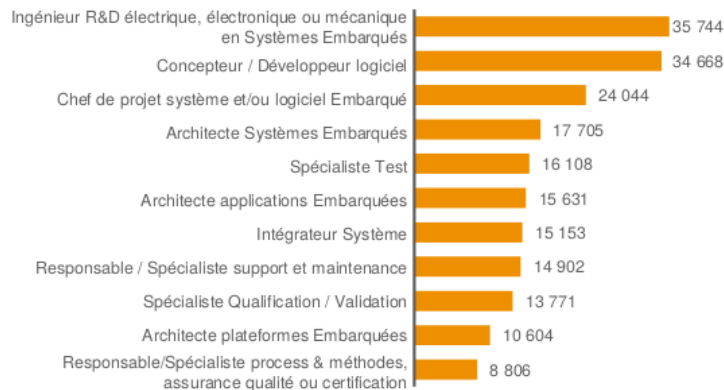 Ingénieur R&D électrique, électronique ou mécanique
en Systèmes Embarqués
35 744
Concepteur / Développeur logiciel
34 668
Chef de projet système et/ou logiciel Embarqué
24 044
Architecte Systèmes Embarqués
17 705
Spécialiste Test
16 108
Architecte applications Embarquées
15 631
Intégrateur Système
15 153
Responsable / Spécialiste support et maintenance
14 902
Spécialiste Qualification / Validation
13 771
Architecte plateformes Embarquées
10 604
Responsable/Spécialiste process & méthodes,
assurance qualité ou certification
8 806